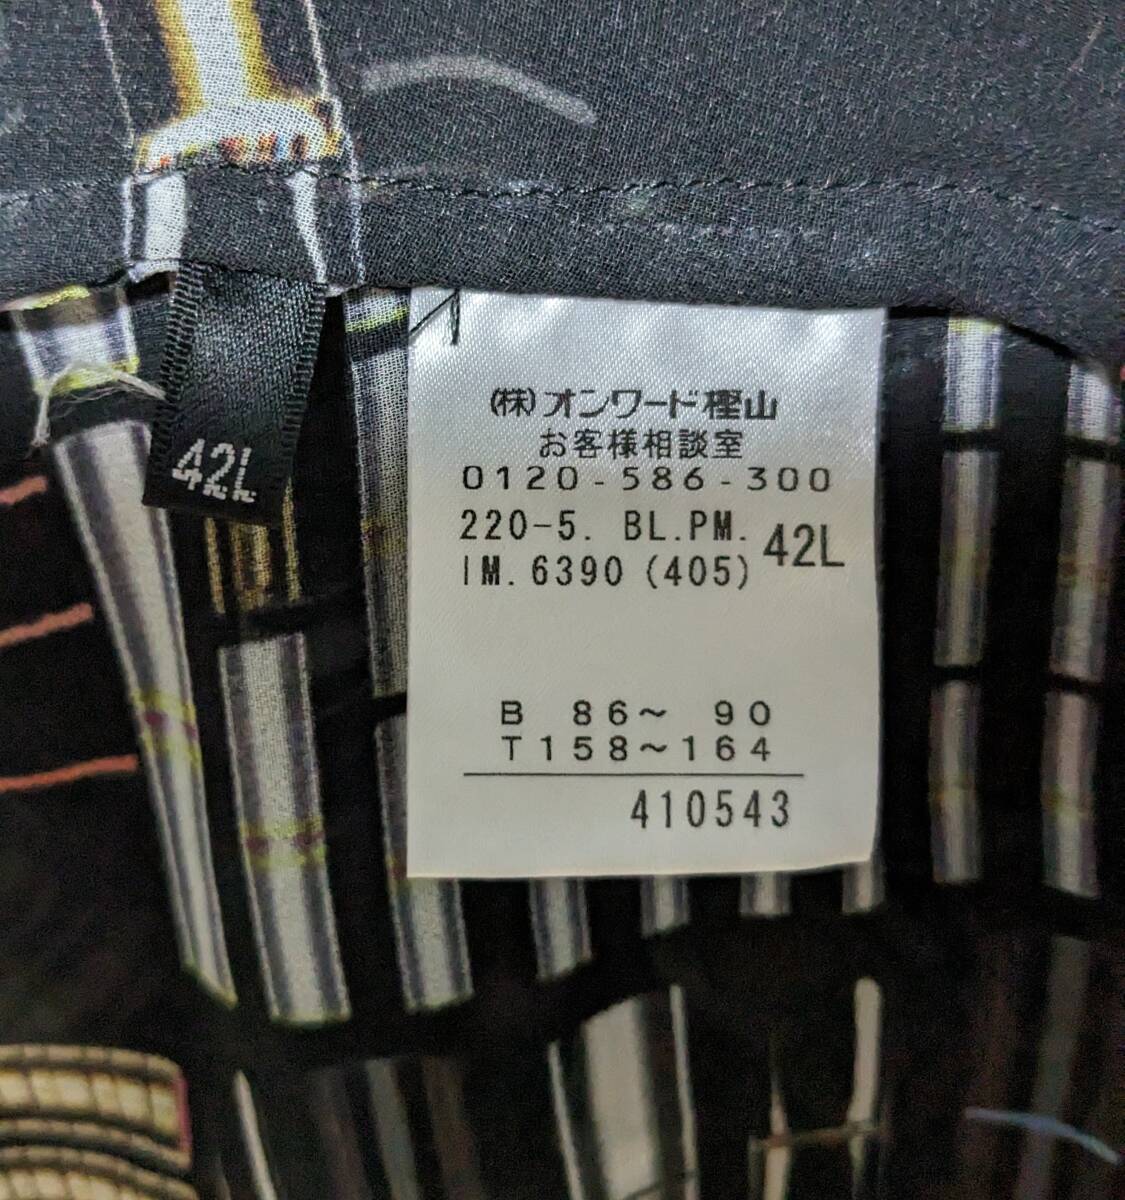 42L
(株)オンワード樫山
お客様相談室
0120-586-300
220-5. BL.PM.
42L
IM.6390 (405)
B 86~ 90
T158~164
410543